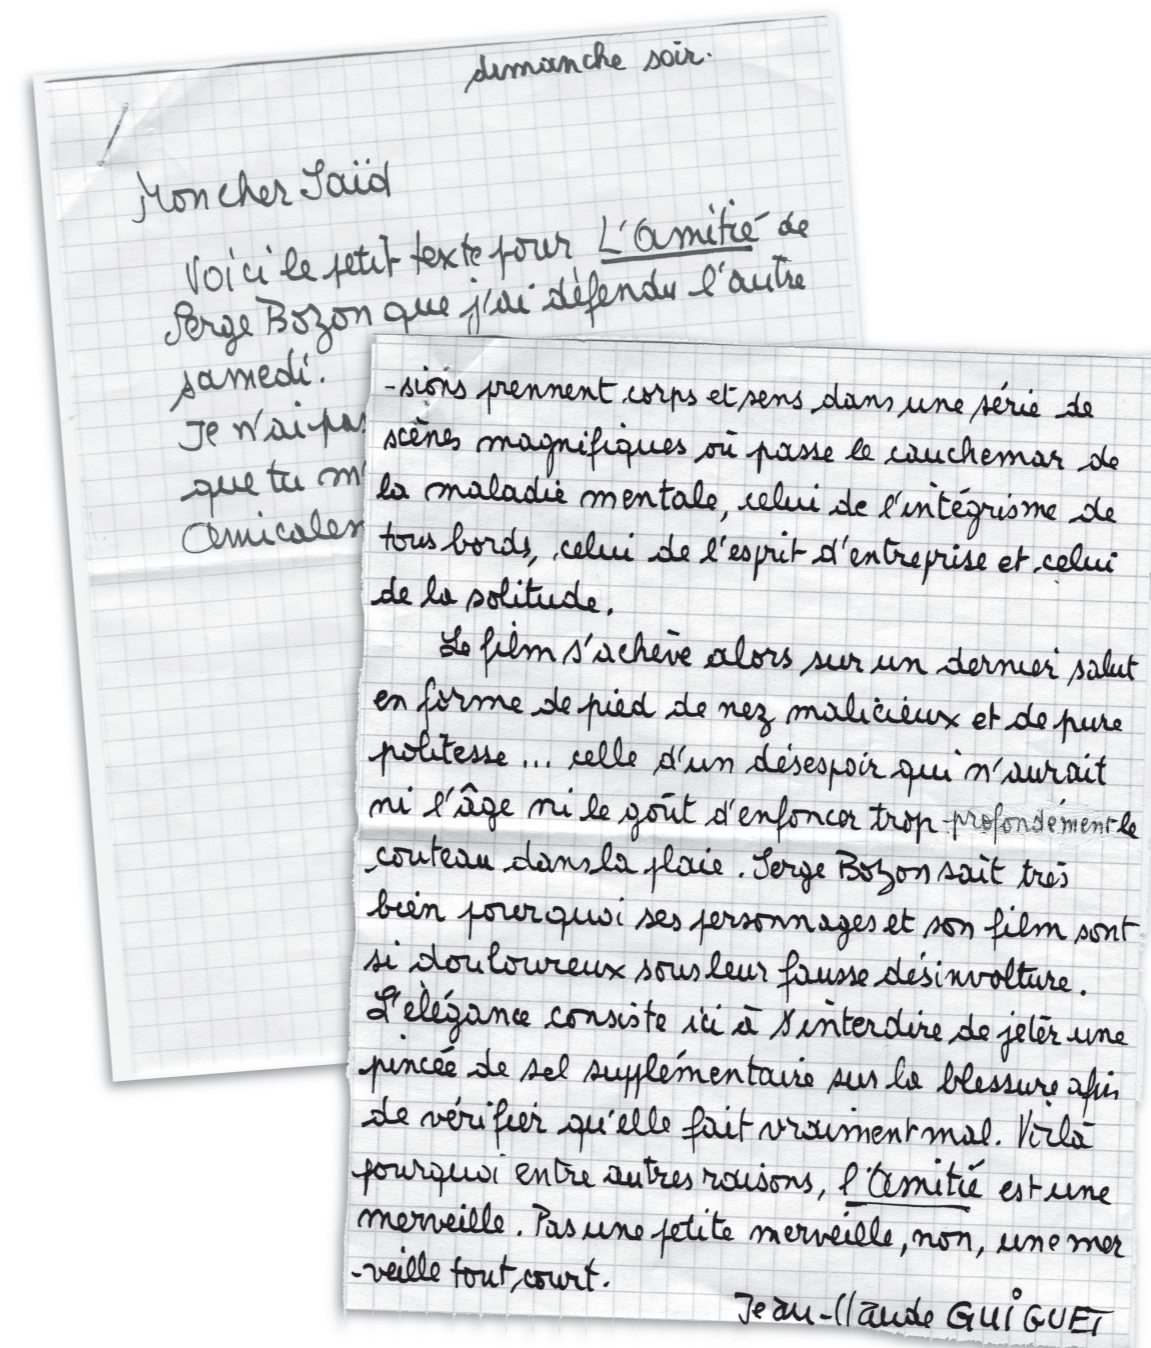 dimanche soir.
Mon cher Saïd
Voici le petit texte pour L'Amitié de
Serge Bozon que j'ai défendu l'autre
samedi.
Je n'ai pas
que tu m'
Amicalem
-sions prennent corps et sens dans une série de
scènes magnifiques où passe le cauchemar de
la maladie mentale, celui de l'intégrisme de
tous bords, celui de l'esprit d'entreprise et celui
de la solitude.
Le film s'achève alors sur un dernier salut
en forme de pied de nez malicieux et de pure
politesse... celle d'un désespoir qui n'aurait
ni l'âge ni le goût d'enfoncer trop profondément le
couteau dans la plaie. Serge Bozon sait très
bien pourquoi ses personnages et son film sont
si douloureux sous leur fausse désinvolture.
L'élégance consiste ici à s'interdire de jeter une
pincée de sel supplémentaire sur la blessure afin
de vérifier qu'elle fait vraiment mal. Voilà
pourquoi entre autres raisons, l'Amitié est une
merveille. Pas une petite merveille, non, une mer
-veille tout court.
Jean-Claude GUIGUET